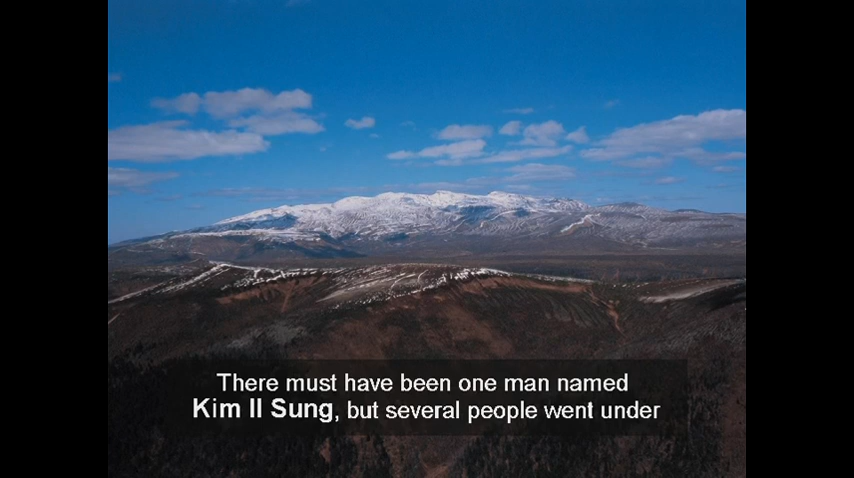 There must have been one man named
Kim Il Sung, but several people went under